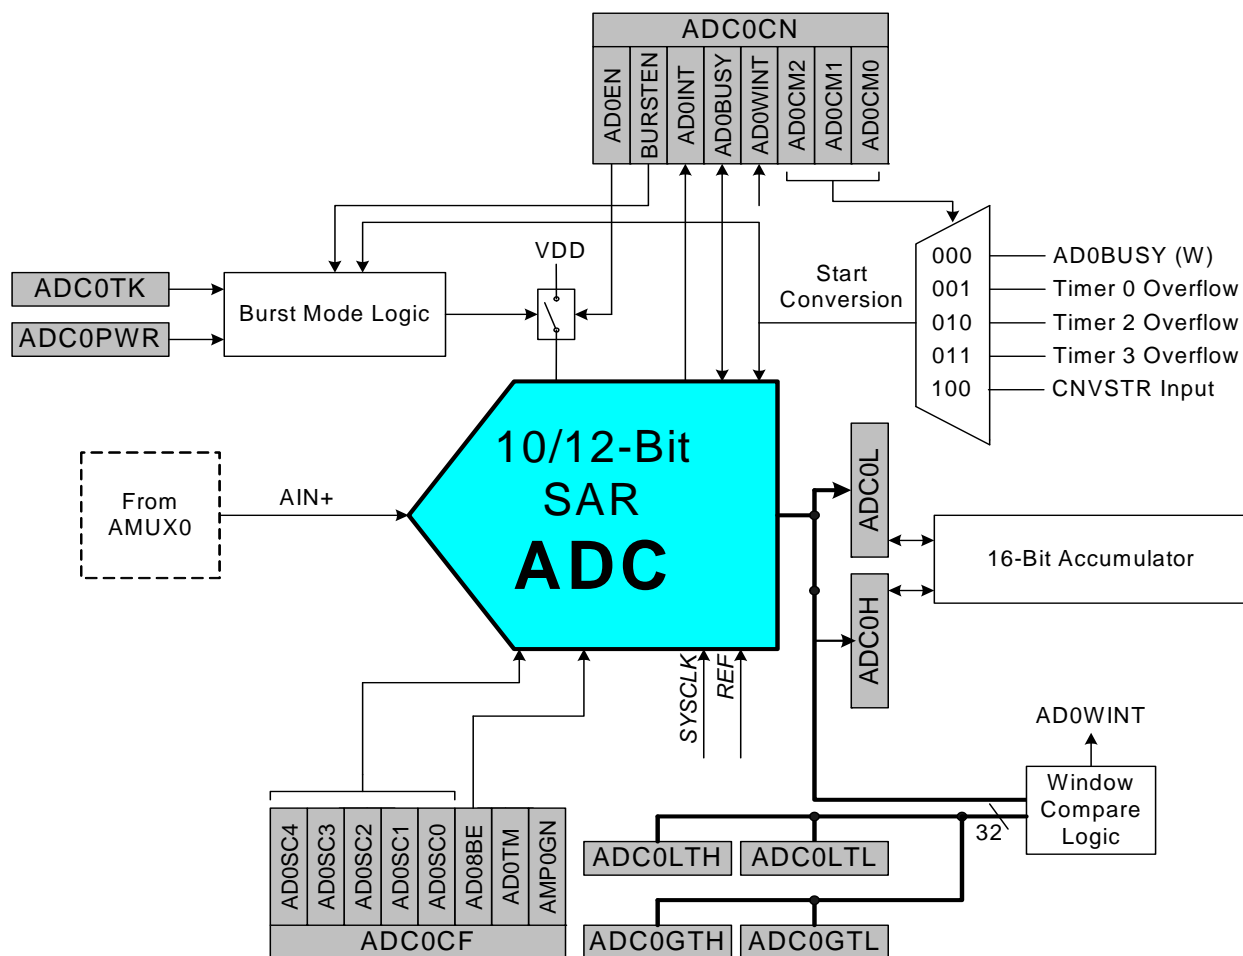 ADC0CN
AD0EN
BURSTEN
AD0INT
AD0BUSY
AD0WINT
AD0CM2
AD0CM1
AD0CM0
VDD
Start
Conversion
000
001
010
011
100
AD0BUSY (W)
Timer 0 Overflow
Timer 2 Overflow
Timer 3 Overflow
CNVSTR Input
ADC0TK
ADC0PWR
Burst Mode Logic
From
AMUX0
AIN+
10/12-Bit
SAR
ADC
ADC0L
ADC0H
16-Bit Accumulator
SYSCLK
REF
AD0WINT
Window
Compare
Logic
32
AD0SC4
AD0SC3
AD0SC2
AD0SC1
AD0SC0
AD08BE
AD0TM
AMP0GN
ADC0CF
ADC0LTH
ADC0LTL
ADC0GTH
ADC0GTL